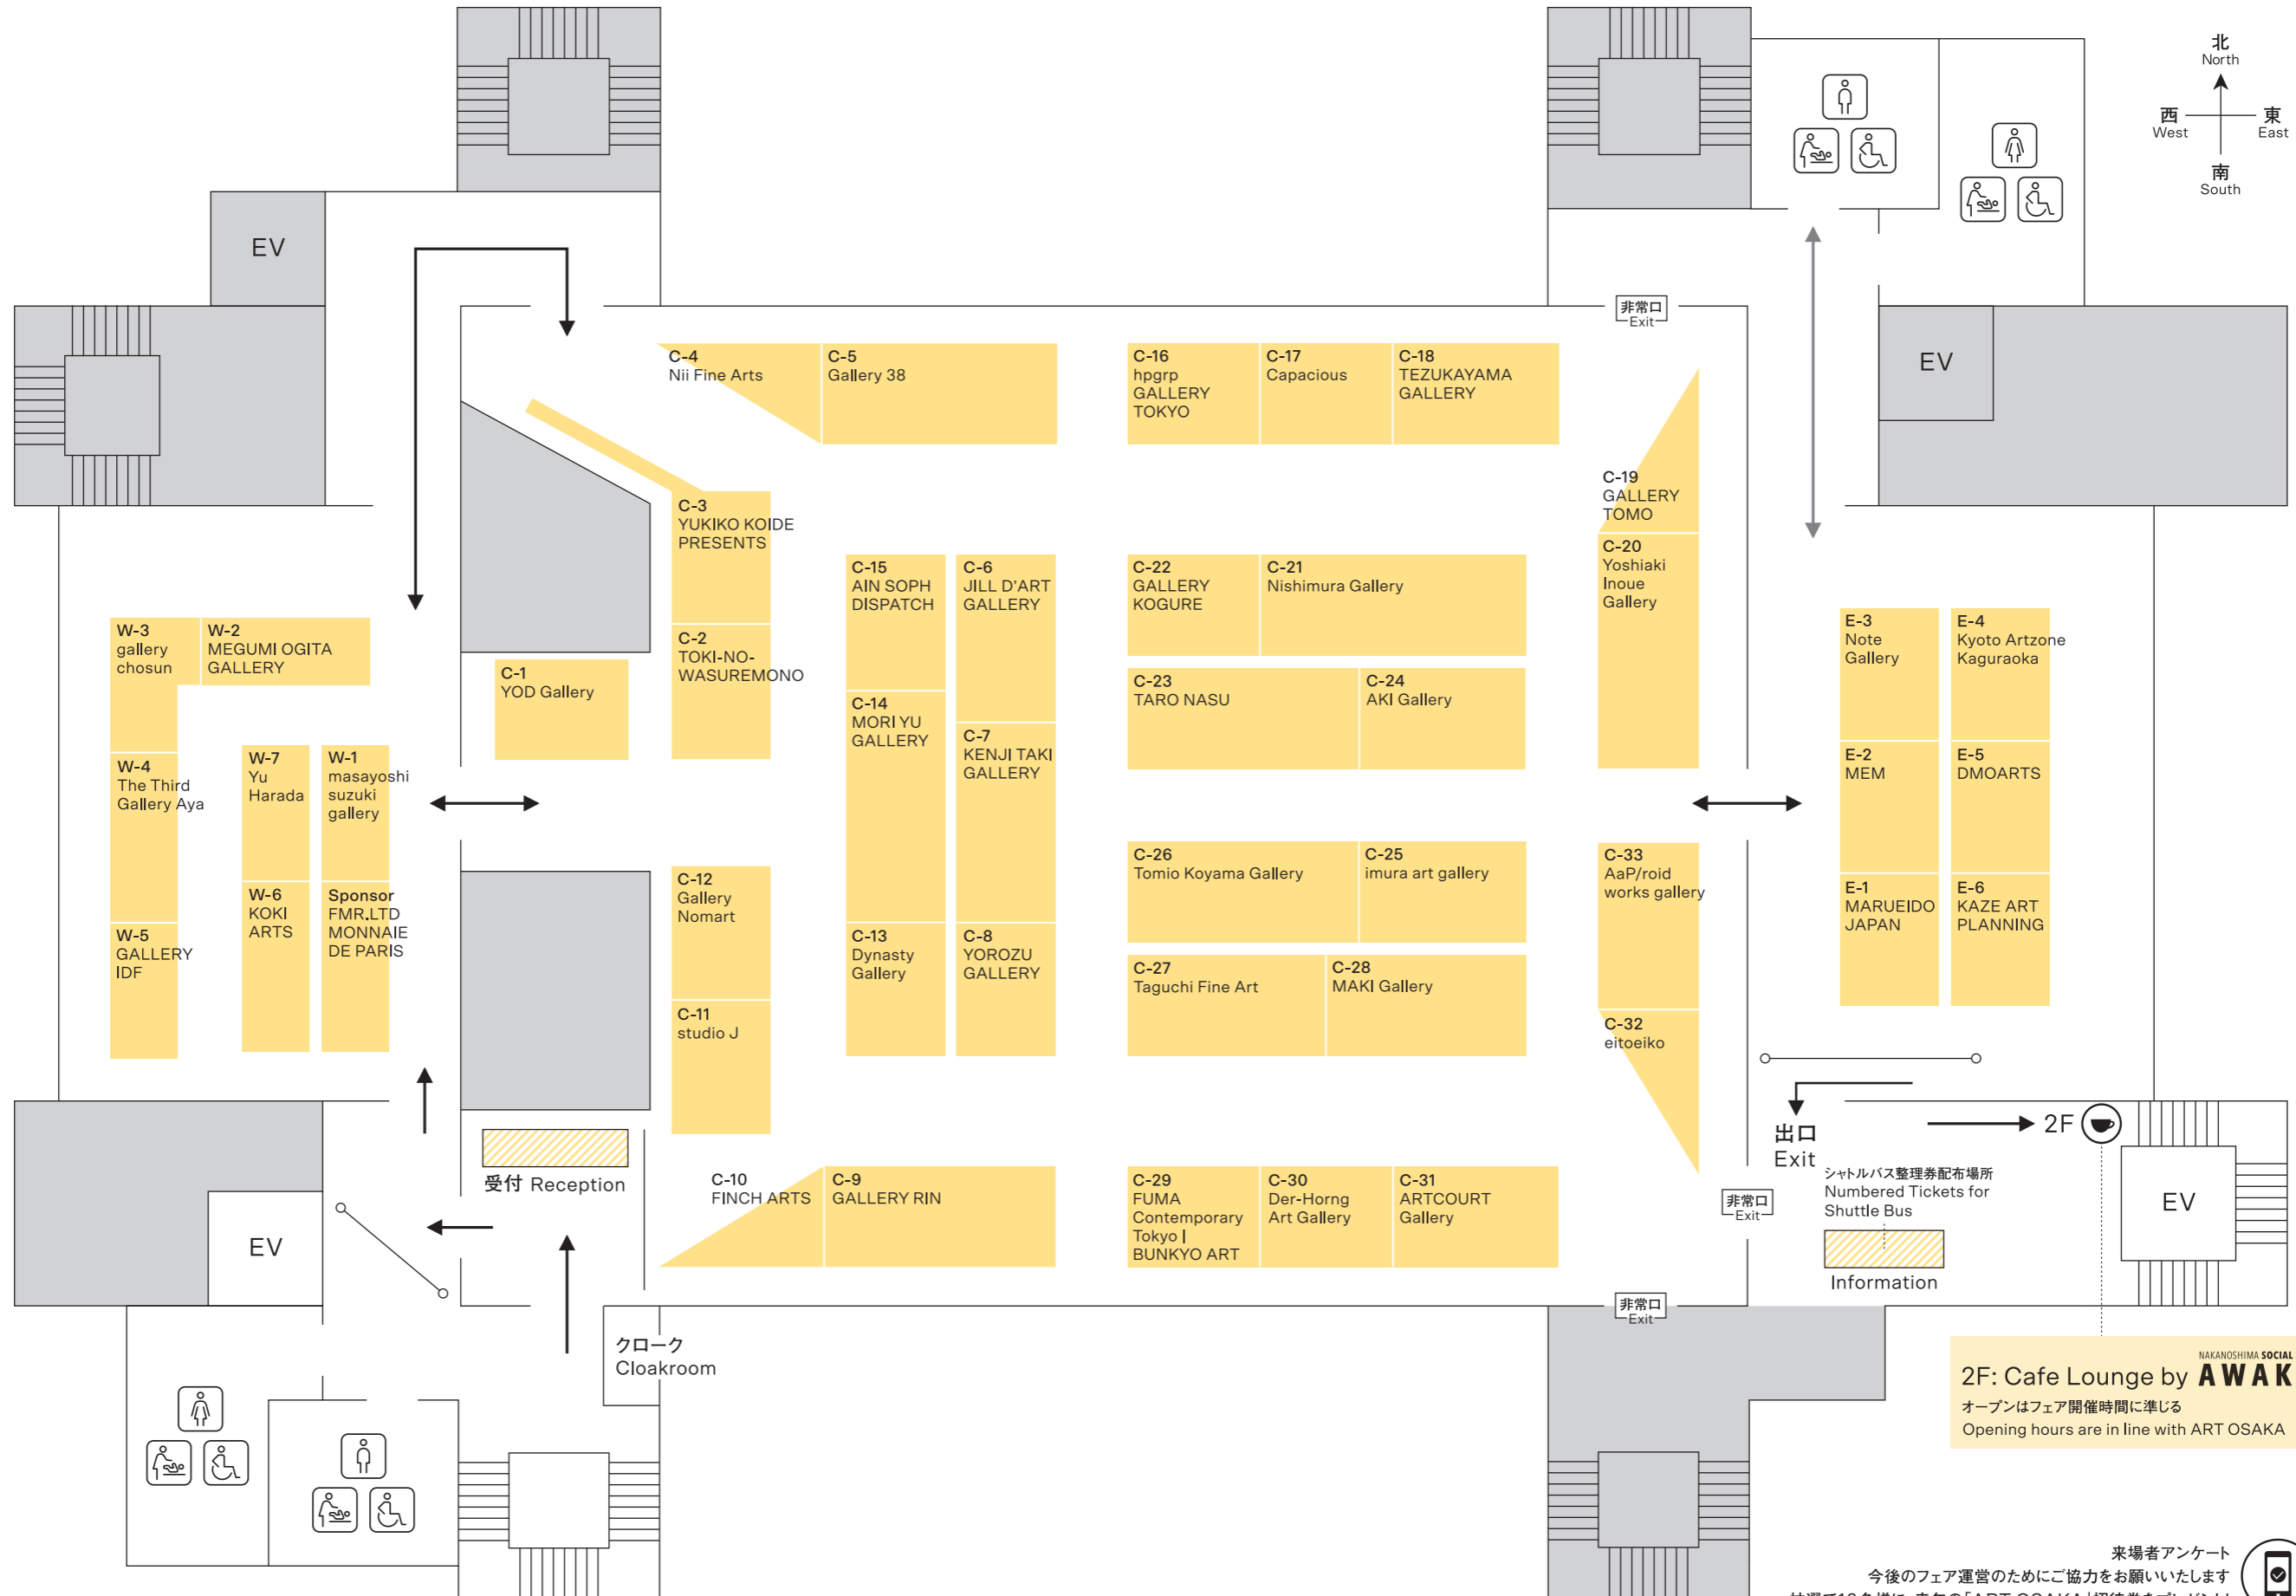 北
North
西
West
東
East
南
South
EV
非常口
Exit
EV
C-4
Nii Fine Arts
C-5
Gallery 38
C-16
hpgrp
GALLERY
TOKYO
C-17
Capacious
C-18
TEZUKAYAMA
GALLERY
C-19
GALLERY
TOMO
C-3
YUKIKO KOIDE
PRESENTS
C-20
Yoshiaki
Inoue
Gallery
C-15
AIN SOPH
DISPATCH
C-6
JILL D'ART
GALLERY
C-22
GALLERY
KOGURE
C-21
Nishimura Gallery
W-3
gallery
chosun
W-2
MEGUMI OGITA
GALLERY
C-2
TOKI-NO-
WASUREMONO
C-1
YOD Gallery
E-3
Note
Gallery
E-4
Kyoto Artzone
Kaguraoka
C-14
MORI YU
GALLERY
C-7
KENJI TAKI
GALLERY
C-23
TARO NASU
C-24
AKI Gallery
W-4
The Third
Gallery Aya
W-7
Yu
Harada
W-1
masayoshi
suzuki
gallery
E-2
MEM
E-5
DMOARTS
C-26
Tomio Koyama Gallery
C-25
imura art gallery
C-33
AaP/roid
works gallery
C-12
Gallery
Nomart
W-6
KOKI
ARTS
Sponsor
FMR.LTD
MONNAIE
DE PARIS
E-1
MARUEIDO
JAPAN
E-6
KAZE ART
PLANNING
W-5
GALLERY
IDF
C-13
Dynasty
Gallery
C-8
YOROZU
GALLERY
C-27
Taguchi Fine Art
C-28
MAKI Gallery
C-11
studio J
C-32
eitoeiko
出口
Exit
2F
受付 Reception
C-10
FINCH ARTS
C-9
GALLERY RIN
C-29
FUMA
Contemporary
Tokyo |
BUNKYO ART
C-30
Der-Horng
Art Gallery
C-31
ARTCOURT
Gallery
非常口
Exit
シャトルバス整理券配布場所
Numbered Tickets for
Shuttle Bus
Information
EV
EV
非常口
Exit
クローク
Cloakroom
2F: Cafe Lounge by NAKANOSHIMA SOCIAL AWAK
オープンはフェア開催時間に準じる
Opening hours are in line with ART OSAKA
来場者アンケート
今後のフェア運営のためにご協力をお願いいたします